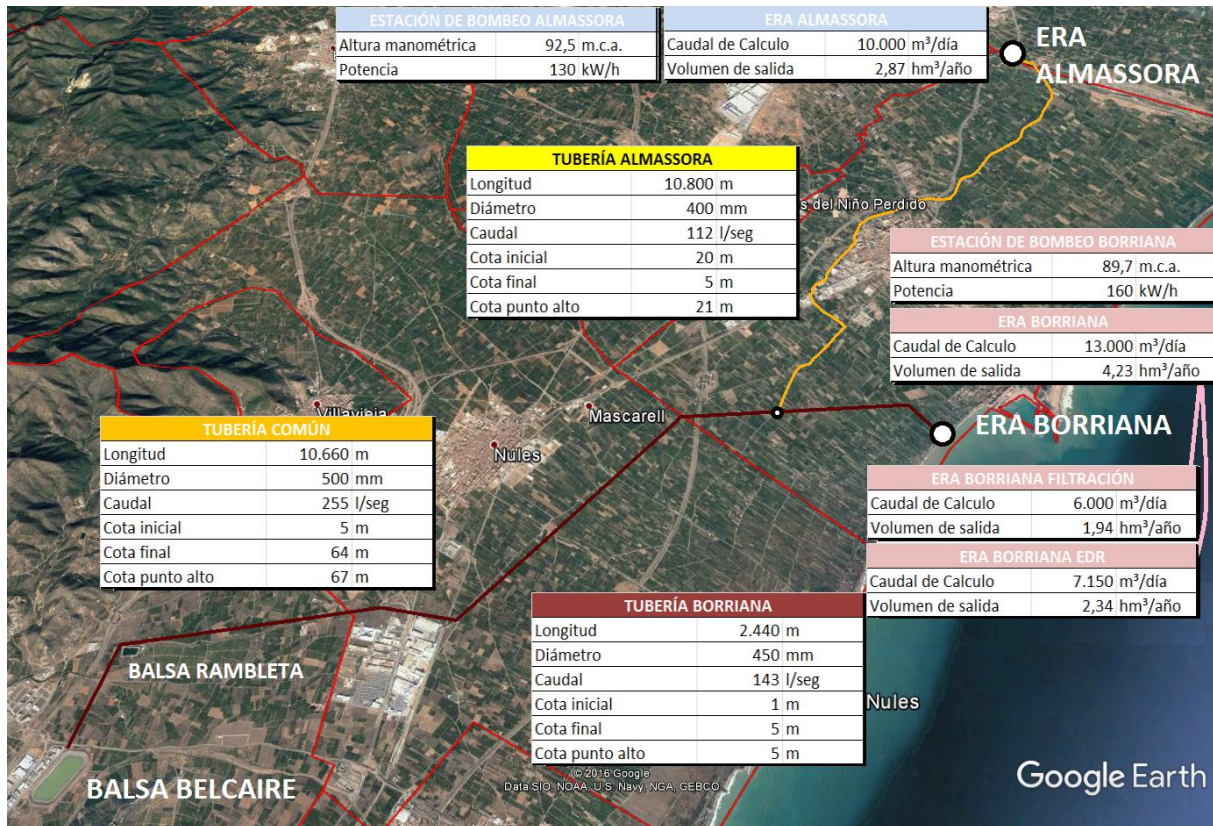 ESTACIÓN DE BOMBEO ALMASSORA
Altura manométrica 92,5 m.c.a.
Potencia 130 kW/h
ERA ALMASSORA
Caudal de Calculo 10.000 m³/día
Volumen de salida 2,87 hm³/año
ERA
ALMASSORA
TUBERÍA ALMASSORA
Longitud 10.800 m
Diámetro 400 mm
Caudal 112 l/seg
Cota inicial 20 m
Cota final 5 m
Cota punto alto 21 m
s del Niño Perdido
ESTACIÓN DE BOMBEO BORRIANA
Altura manométrica 89,7 m.c.a.
Potencia 160 kW/h
ERA BORRIANA
Caudal de Calculo 13.000 m³/día
Volumen de salida 4,23 hm³/año
Villavieja
Mascarell
Nules
ERA BORRIANA
TUBERÍA COMÚN
Longitud 10.660 m
Diámetro 500 mm
Caudal 255 l/seg
Cota inicial 5 m
Cota final 64 m
Cota punto alto 67 m
ERA BORRIANA FILTRACIÓN
Caudal de Calculo 6.000 m³/día
Volumen de salida 1,94 hm³/año
ERA BORRIANA EDR
Caudal de Calculo 7.150 m³/día
Volumen de salida 2,34 hm³/año
TUBERÍA BORRIANA
Longitud 2.440 m
Diámetro 450 mm
Caudal 143 l/seg
Cota inicial 1 m
Cota final 5 m
Cota punto alto 5 m
BALSA RAMBLETA
Nules
BALSA BELCAIRE
© 2016 Google
Data SIO, NOAA, U.S. Navy, NGA, GEBCO
Google Earth